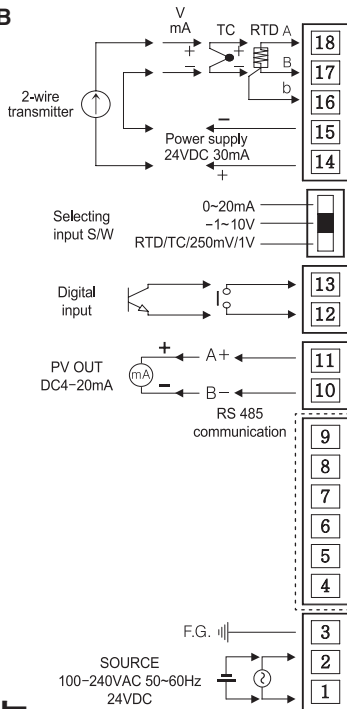 B
V
mA
TC
RTD
A
18
+
+
B
17
−
−
b
16
2-wire
transmitter
−
15
Power supply
24VDC 30mA
14
+
Selecting
input S/W
0~20mA
−1~10V
RTD/TC/250mV/1V
Digital
input
13
12
PV OUT
DC4−20mA
+
mA
−
A+
11
B−
10
RS 485
communication
9
8
7
6
5
4
F.G.
3
SOURCE
100−240VAC 50~60Hz
24VDC
2
1